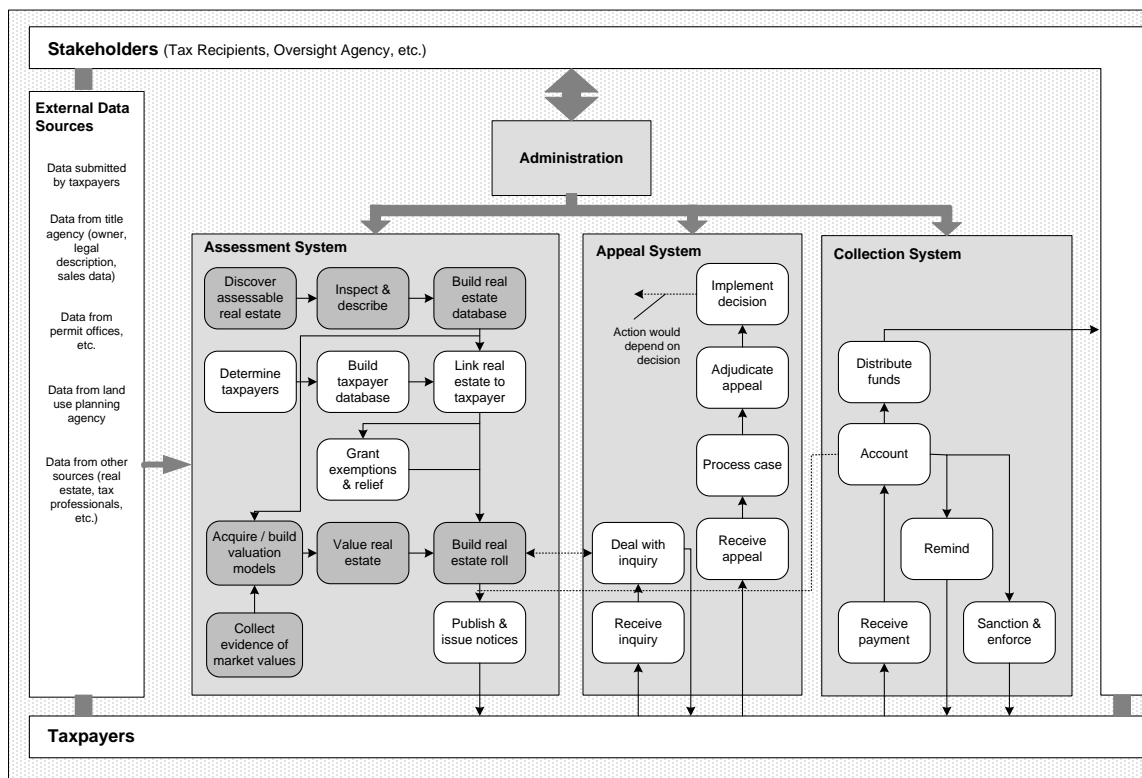 Stakeholders (Tax Recipients, Oversight Agency, etc.)
External Data
Sources
Data submitted
by taxpayers
Data from title
agency (owner,
legal
description,
sales data)
Data from
permit offices,
etc.
Data from land
use planning
agency
Data from other
sources (real
estate, tax
professionals,
etc.)
Administration
Assessment System
Discover
assessable
real estate
Inspect &
describe
Build real
estate
database
Determine
taxpayers
Build
taxpayer
database
Link real
estate to
taxpayer
Grant
exemptions
& relief
Acquire / build
valuation
models
Value real
estate
Build real
estate roll
Collect
evidence of
market values
Publish &
issue notices
Appeal System
Implement
decision
Action would
depend on
decision
Adjudicate
appeal
Process case
Deal with
inquiry
Receive
appeal
Receive
inquiry
Collection System
Distribute
funds
Account
Remind
Receive
payment
Sanction &
enforce
Taxpayers